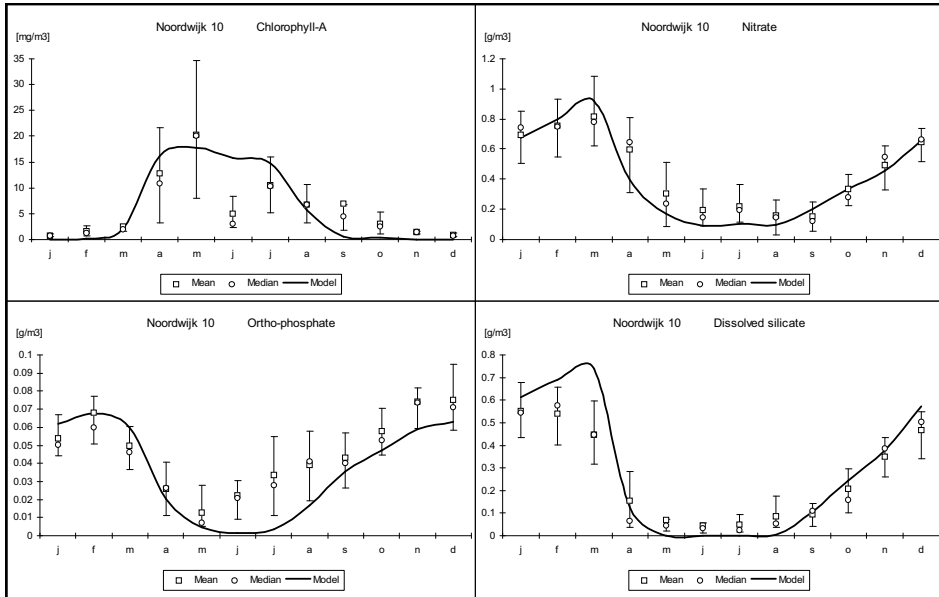 Noordwijk 10 Chlorophyll-A
[mg/m3]
35
30
25
20
15
10
5
0
j f m a m j j a s o n d
Mean Median Model
Noordwijk 10 Nitrate
[g/m3]
1.2
1
0.8
0.6
0.4
0.2
0
j f m a m j j a s o n d
Mean Median Model
Noordwijk 10 Ortho-phosphate
[g/m3]
0.1
0.09
0.08
0.07
0.06
0.05
0.04
0.03
0.02
0.01
0
j f m a m j j a s o n d
Mean Median Model
Noordwijk 10 Dissolved silicate
[g/m3]
0.8
0.7
0.6
0.5
0.4
0.3
0.2
0.1
0
j f m a m j j a s o n d
Mean Median Model